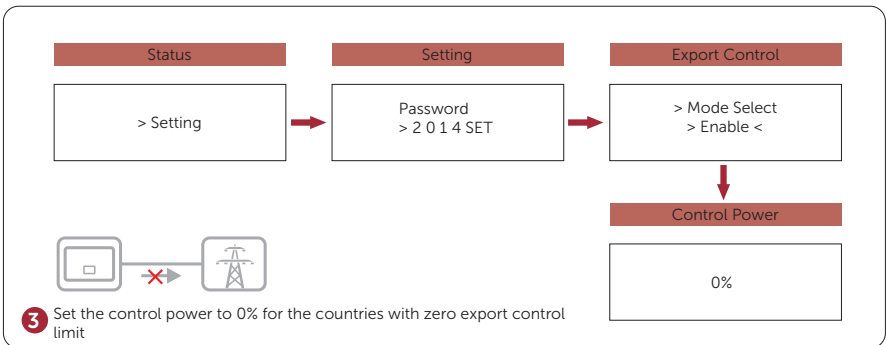 Status
Setting
Export Control
> Setting
Password
> 2 0 1 4 SET
> Mode Select
> Enable <
Control Power
0%
3 Set the control power to 0% for the countries with zero export control
limit